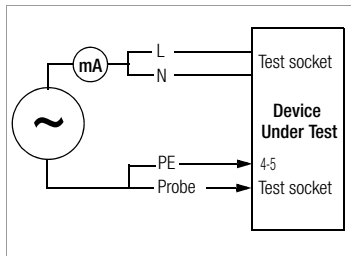 L
mA
N
Test socket
Device
Under Test
~
PE
4-5
Probe
Test socket